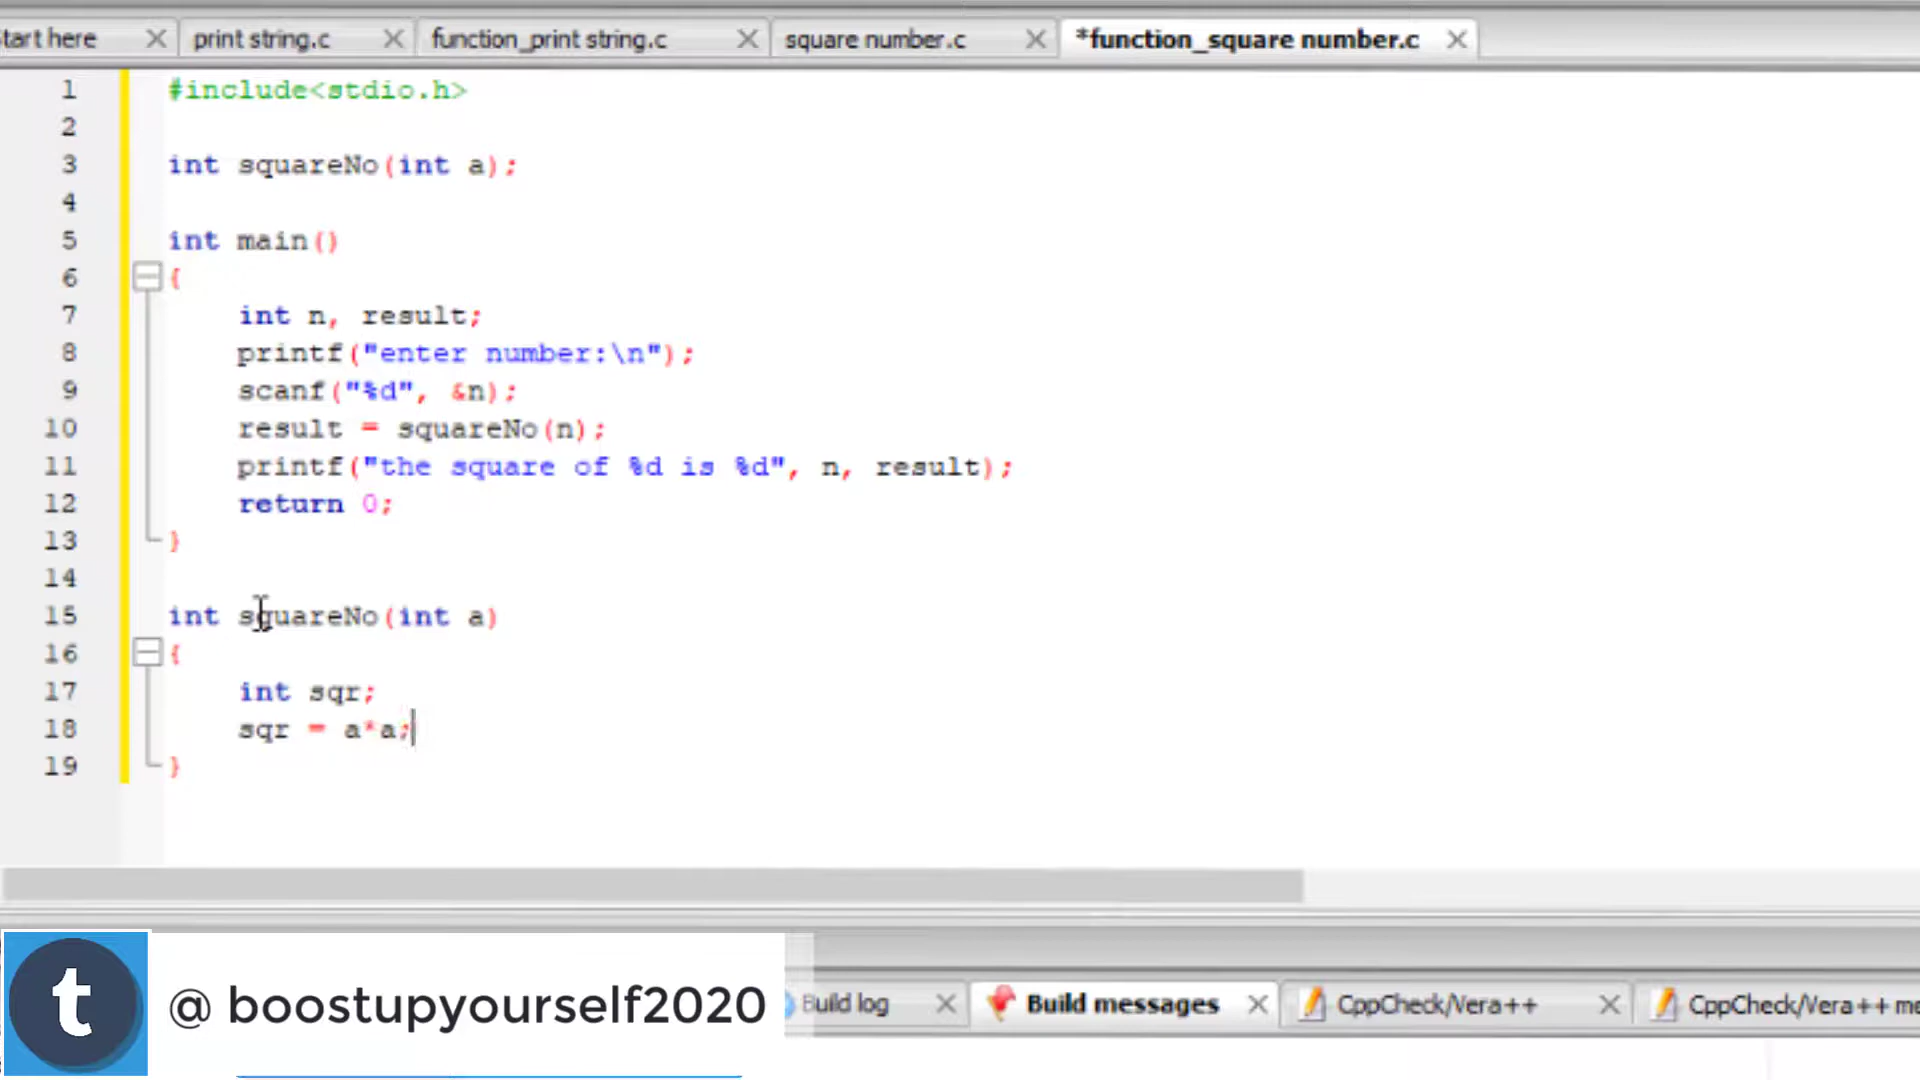 tart here print string.c function_print string.c square number.c *function_square number.c
1 #include<stdio.h>
2
3 int squareNo(int a);
4
5 int main()
6 {
7 int n, result;
8 printf("enter number:\n");
9 scanf("%d", &n);
10 result = squareNo(n);
11 printf("the square of %d is %d", n, result);
12 return 0;
13 }
14
15 int squareNo(int a)
16 {
17 int sqr;
18 sqr = a*a;
19 }
t @ boostupyourself2020 Build log Build messages CppCheck/Vera++ CppCheck/Vera++ me